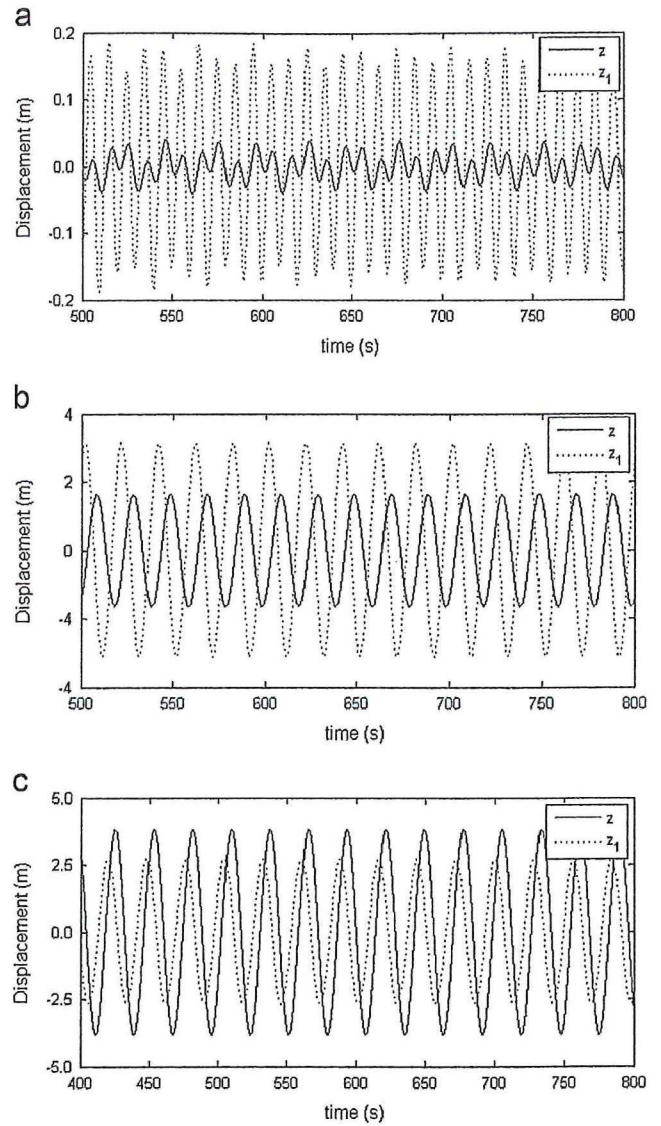 a
0.2
0.1
0.0
-0.1
-0.2
Displacement (m)
z
z1
500 550 600 650 700 750 800
time (s)
b
4
2
0
-4
-4
Displacement (m)
z
z1
500 550 600 650 700 750 800
time (s)
c
5.0
2.5
0.0
-2.5
-5.0
Displacement (m)
z
z1
400 450 500 550 600 650 700 750 800
time (s)